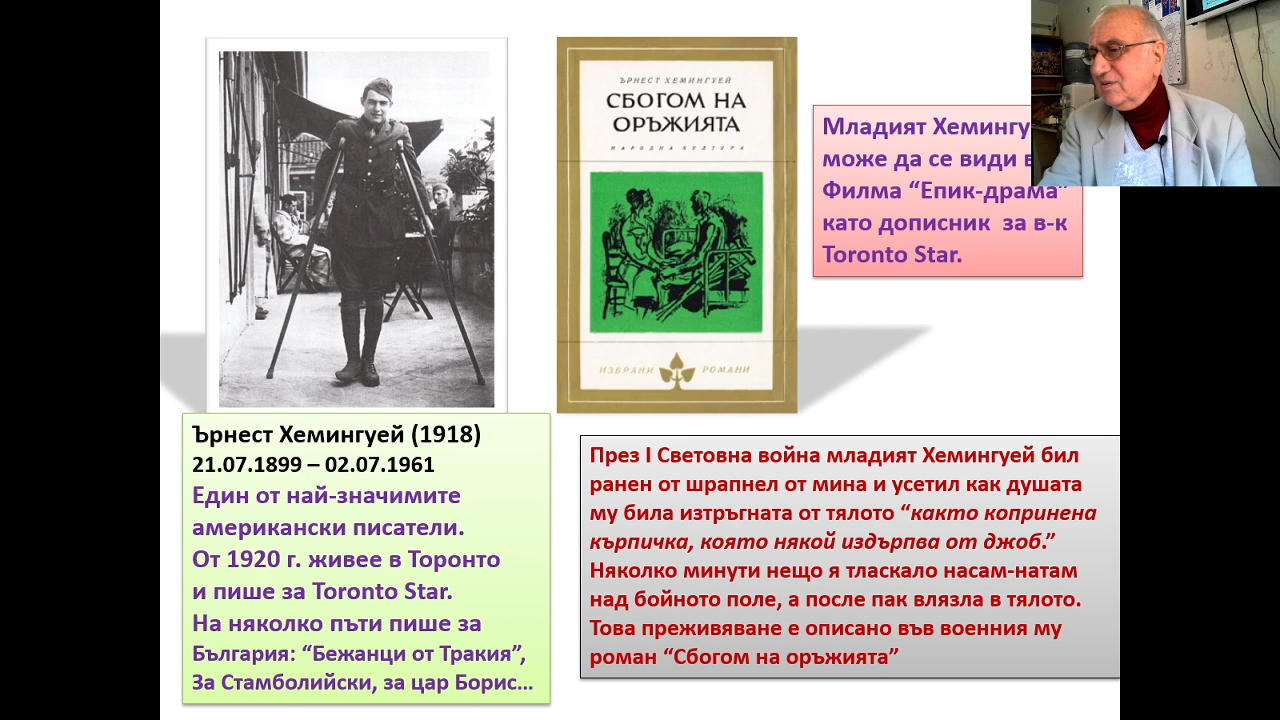 ЪРНЕСТ ХЕМИНГУЕЙ
СБОГОМ НА
ОРЪЖИЯТА
НАРОДНА КУЛТУРА
ИЗБРАНИ РОМАНИ
Младият Хемингу
може да се види в
Филма “Епик-драма”
като дописник за в-к
Toronto Star.
Ърнест Хемингуей (1918)
21.07.1899 – 02.07.1961
Един от най-значимите
американски писатели.
От 1920 г. живее в Торонто
и пише за Toronto Star.
На няколко пъти пише за
България: “Бежанци от Тракия”,
За Стамболийски, за цар Борис...
През I Световна война младият Хемингуей бил
ранен от шрапнел от мина и усетил как душата
му била изтръгната от тялото “както копринена
кърпичка, която някой издърпва от джоб.”
Няколко минути нещо я тласкало насам-натам
над бойното поле, а после пак влязла в тялото.
Това преживяване е описано във военния му
роман “Сбогом на оръжията”